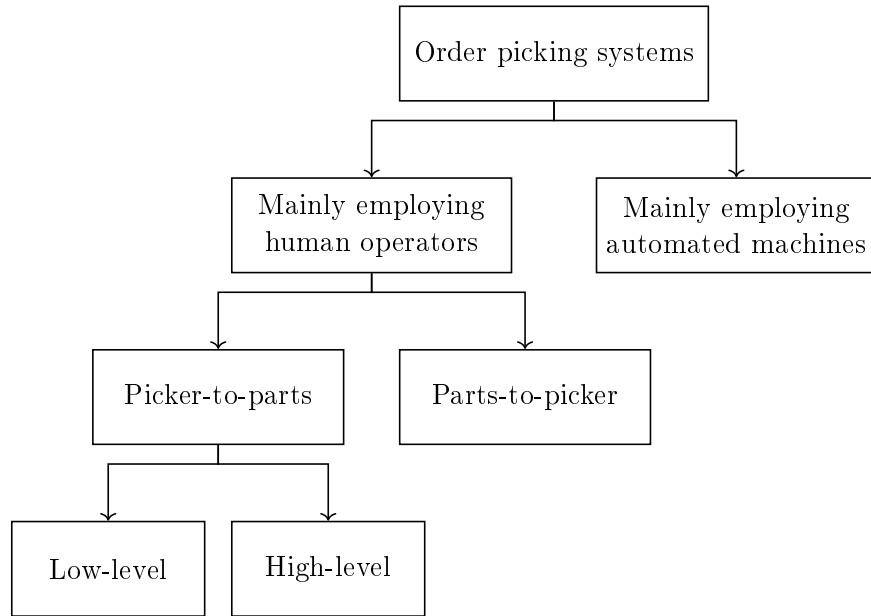 Order picking systems
Mainly employing
human operators
Mainly employing
automated machines
Picker-to-parts
Parts-to-picker
Low-level
High-level